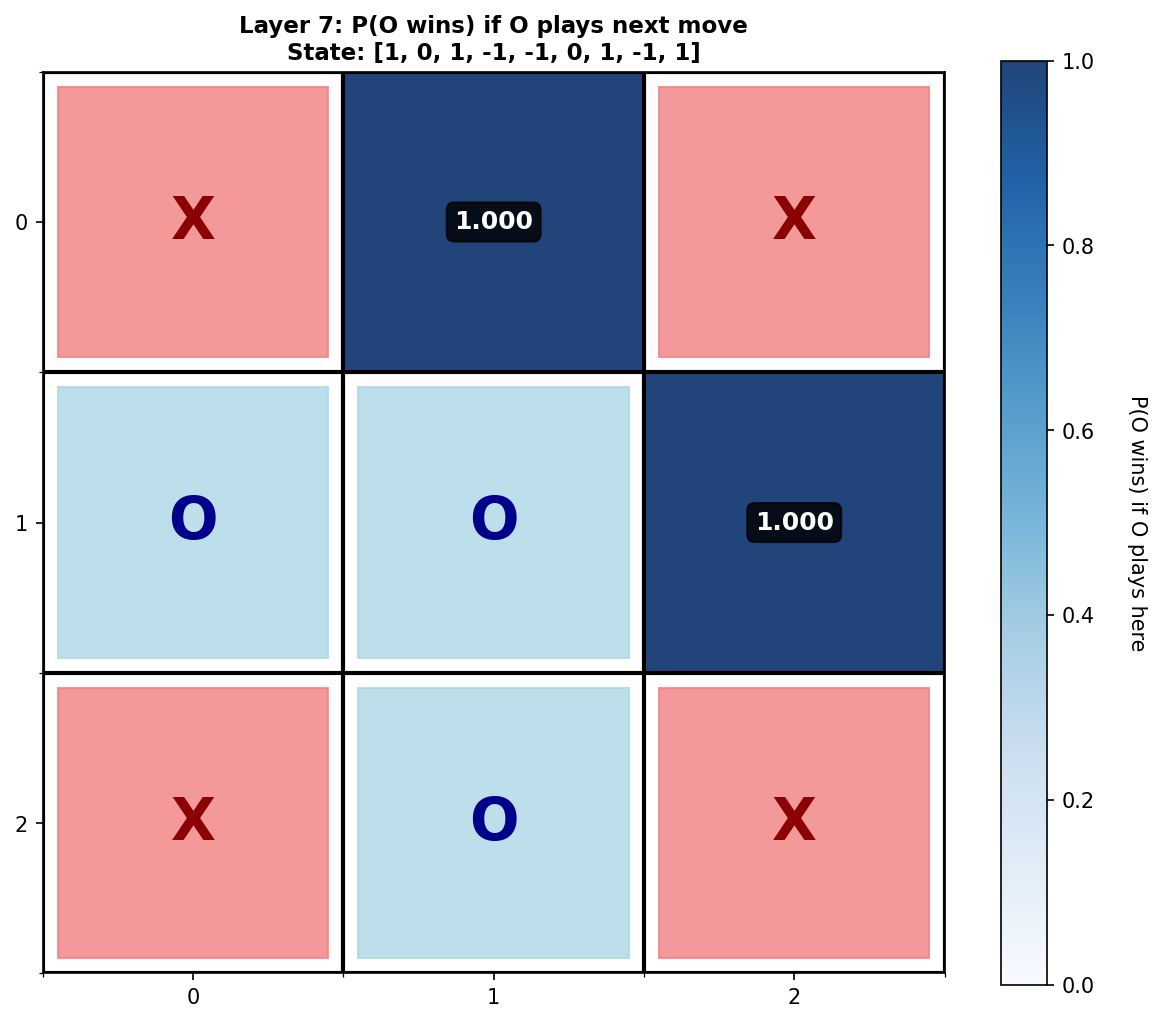 Layer 7: P(O wins) if O plays next move
State: [1, 0, 1, -1, -1, 0, 1, -1, 1]
X
1.000
X
O
O
1.000
X
O
X
0
1
2
0
1
2
1.0
0.8
0.6
0.4
0.2
0.0
P(O wins) if O plays here